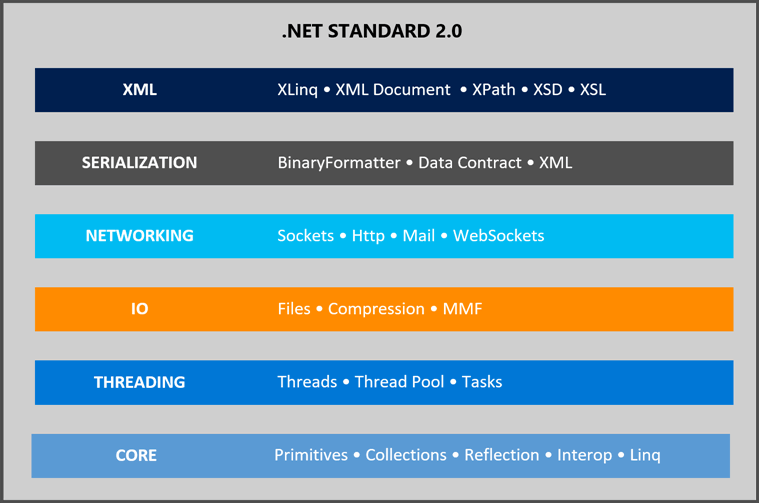 .NET STANDARD 2.0
XML XLinq • XML Document • XPath • XSD • XSL
SERIALIZATION BinaryFormatter • Data Contract • XML
NETWORKING Sockets • Http • Mail • WebSockets
IO Files • Compression • MMF
THREADING Threads • Thread Pool • Tasks
CORE Primitives • Collections • Reflection • Interop • Linq